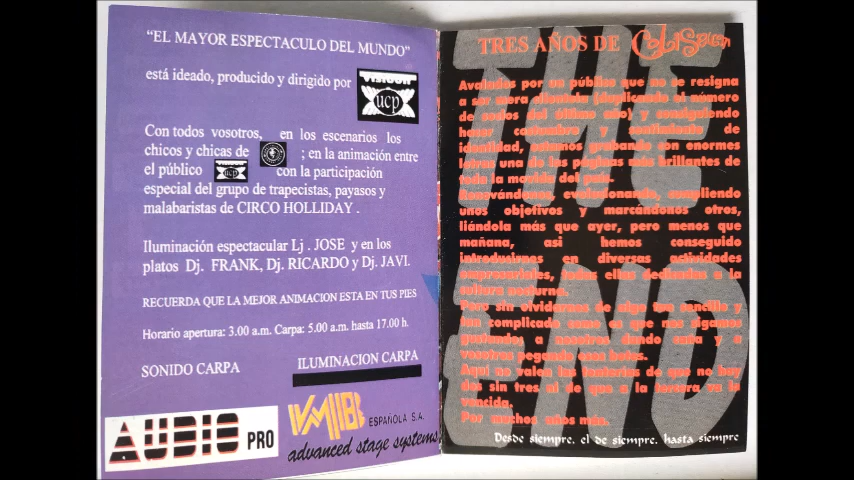 "EL MAYOR ESPECTACULO DEL MUNDO"
está ideado, producido y dirigido por
ucp
Con todos vosotros, en los escenarios los
chicos y chicas de ; en la animación entre
el público ucp con la participación
especial del grupo de trapecistas, payasos y
malabaristas de CIRCO HOLLIDAY .
Iluminación espectacular Lj . JOSE y en los
platos Dj. FRANK, Dj. RICARDO y Dj. JAVI.
RECUERDA QUE LA MEJOR ANIMACION ESTA EN TUS PIES
Horario apertura: 3.00 a.m. Carpa: 5.00 a.m. hasta 17.00 h.
SONIDO CARPA
ILUMINACION CARPA
AUDIO PRO
VMB ESPAÑOLA S.A.
advanced stage systems
THE END
TRES AÑOS DE Coliseum
Avalados por un público que no se resigna
a ser mera clientela (duplicando el número
de socios del último año) y consiguiendo
hacer costumbre y sentimiento de
identidad, estamos grabando con enormes
letras una de las páginas más brillantes de
toda la movida del país.
Renovándonos, evolucionando, cumpliendo
unos objetivos y marcándonos otros,
liándola más que ayer, pero menos que
mañana, asi hemos conseguido
introducirnos en diversas actividades
empresariales, todas ellas dedicadas a la
cultura nocturna.
Pero sin olvidarnos de algo tan sencillo y
tan complicado como es que nos sigamos
gustando, a nosotros dando caña y a
vosotros pegando esos botes.
Aquí no valen las tonterías de que no hay
dos sin tres ni de que a la tercera va la
vencida.
Por muchos años más.
Desde siempre, el de siempre, hasta siempre